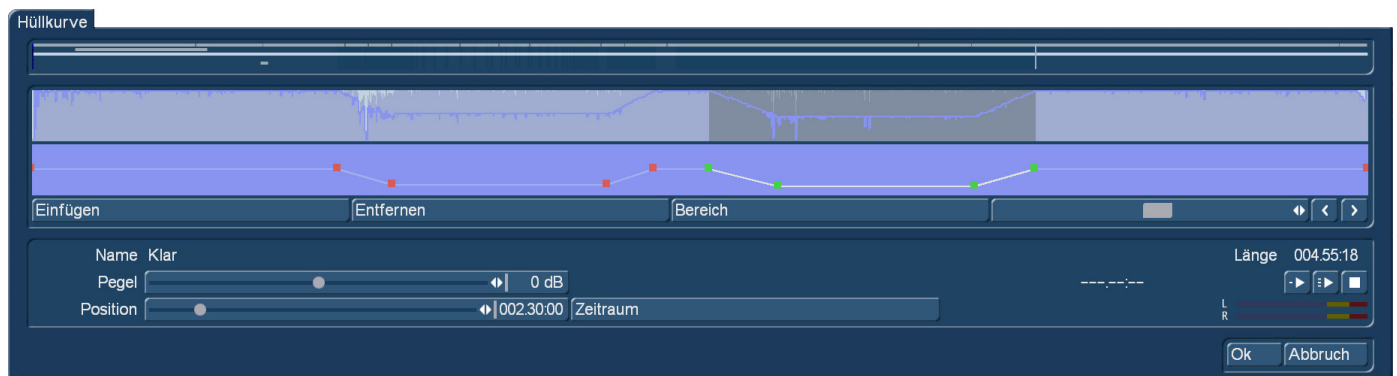 Hüllkurve
Einfügen Entfernen Bereich
Name Klar Länge 004.55:18
Pegel 0 dB ---.--:--
Position 002.30:00 Zeitraum
L
R
Ok Abbruch